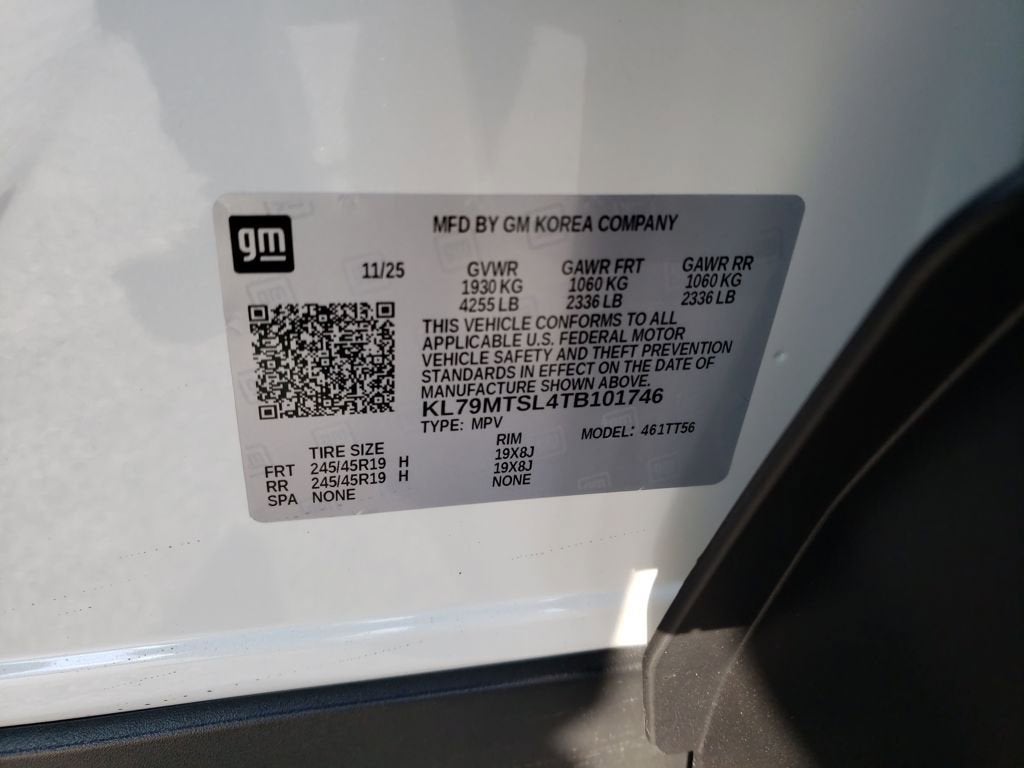 gm
MFD BY GM KOREA COMPANY
11/25
GVWR GAWR FRT GAWR RR
1930 KG 1060 KG 1060 KG
4255 LB 2336 LB 2336 LB
THIS VEHICLE CONFORMS TO ALL
APPLICABLE U.S. FEDERAL MOTOR
VEHICLE SAFETY AND THEFT PREVENTION
STANDARDS IN EFFECT ON THE DATE OF
MANUFACTURE SHOWN ABOVE.
KL79MTSL4TB101746
TYPE: MPV MODEL: 461TT56
TIRE SIZE RIM
FRT 245/45R19 H 19X8J
RR 245/45R19 H 19X8J
SPA NONE NONE